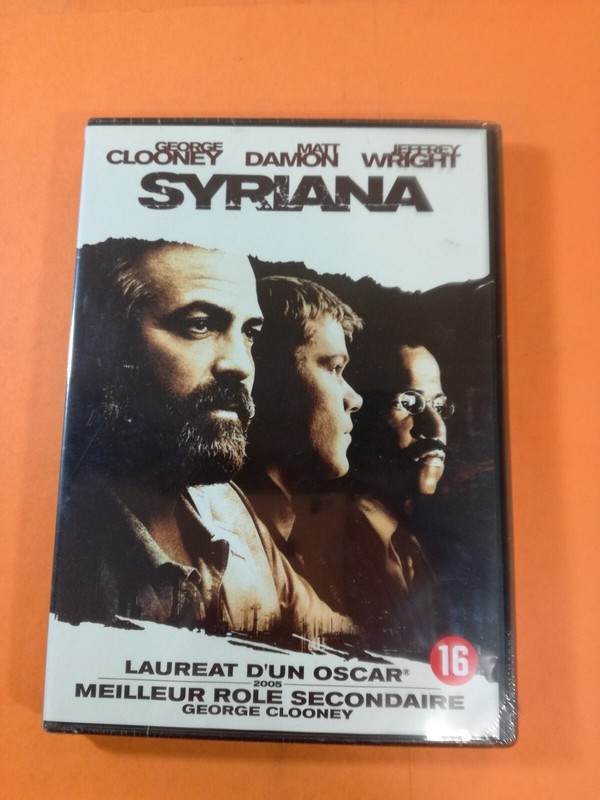 GEORGE MATT JEFFREY
CLOONEY DAMON WRIGHT
SYRIANA
16
LAUREAT D'UN OSCAR®
2005
MEILLEUR ROLE SECONDAIRE
GEORGE CLOONEY